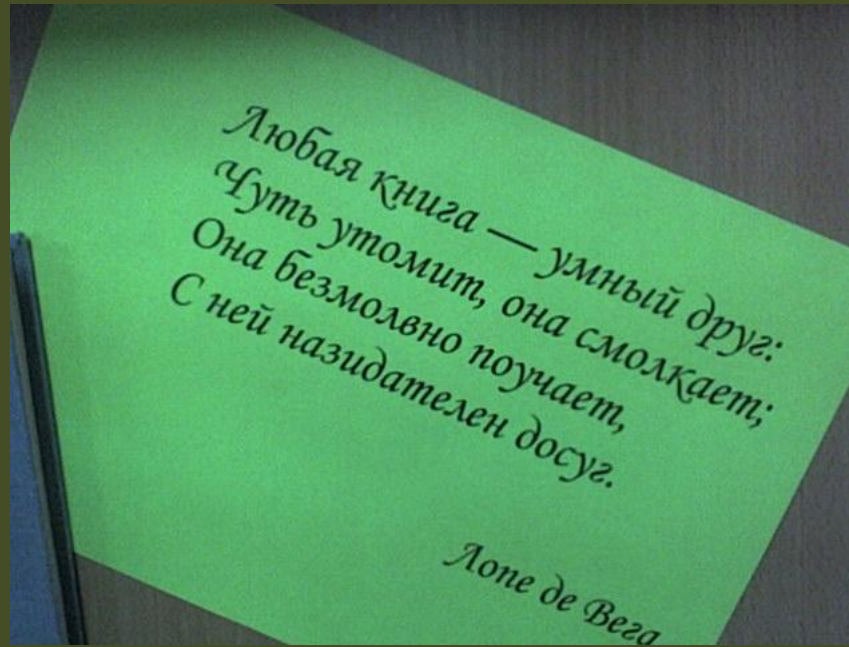 Любая книга — умный друг:
Чуть утомит, она смолкает;
Она безмолвно поучает,
С ней назидателен досуг.
Лопе де Вега